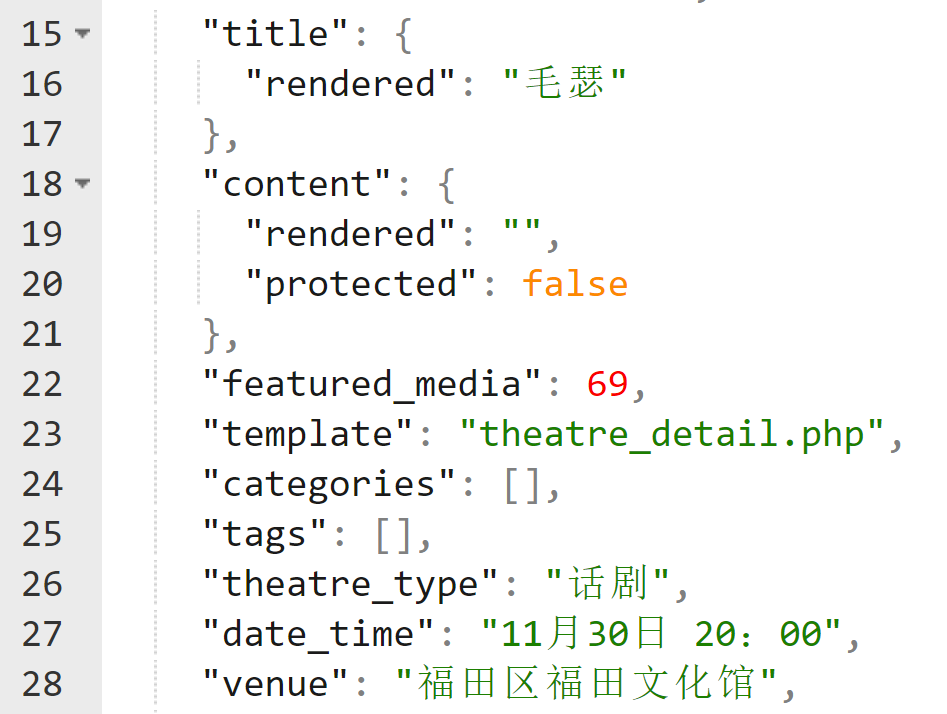 15 "title": {
16 "rendered": "毛瑟"
17 },
18 "content": {
19 "rendered": "",
20 "protected": false
21 },
22 "featured_media": 69,
23 "template": "theatre_detail.php",
24 "categories": [],
25 "tags": [],
26 "theatre_type": "话剧",
27 "date_time": "11月30日 20：00",
28 "venue": "福田区福田文化馆",